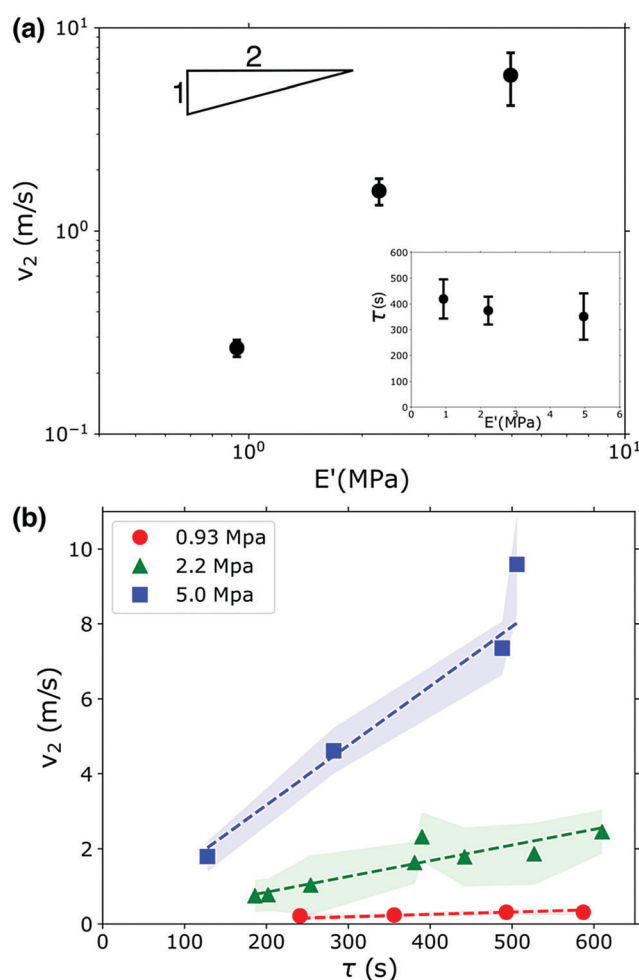 (a)
10¹
2
1
10⁰
v₂ (m/s)
600
500
400
300
200
100
0
τ(s)
0 1 2 3 4 5 6
E'(MPa)
10⁻¹
10⁰ 10¹
E'(MPa)
(b)
0.93 Mpa
2.2 Mpa
5.0 Mpa
10
8
6
4
2
0
v₂ (m/s)
0 100 200 300 400 500 600
τ (s)